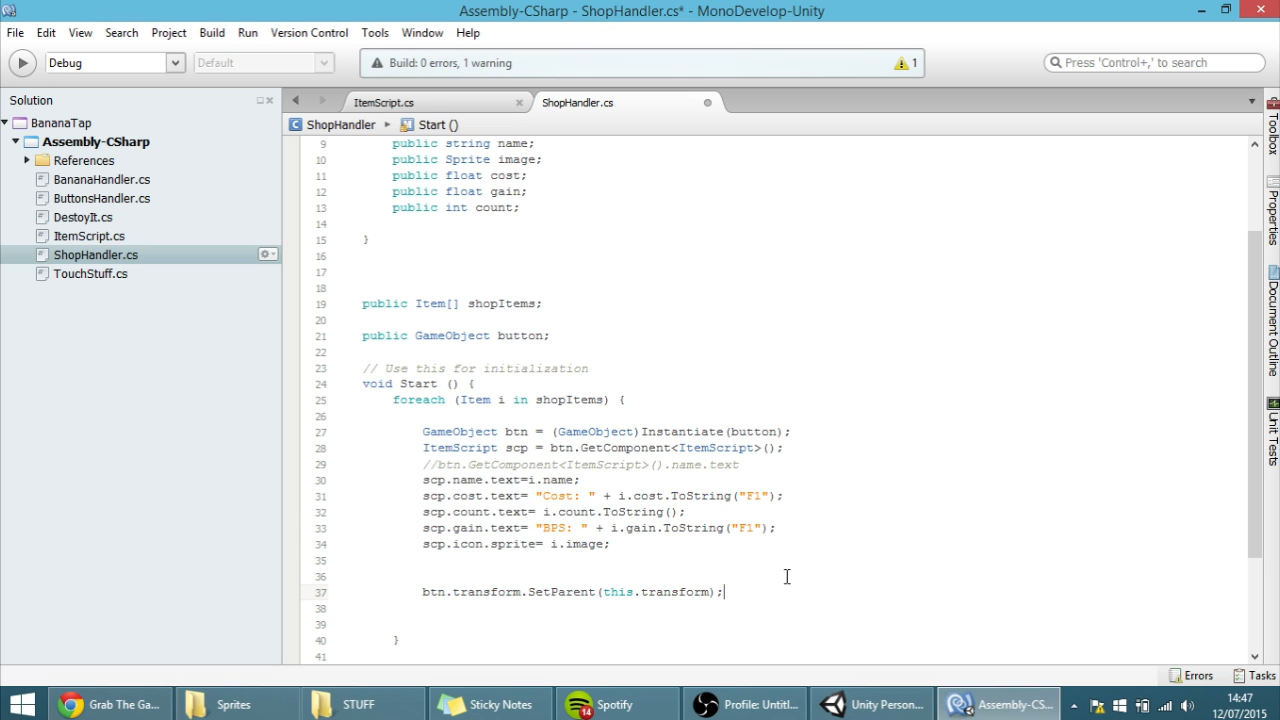 Assembly-CSharp - ShopHandler.cs* - MonoDevelop-Unity
File Edit View Search Project Build Run Version Control Tools Window Help
Debug Default Build: 0 errors, 1 warning 1 Press 'Control+,' to search
Solution
ItemScript.cs ShopHandler.cs
ShopHandler Start ()
BananaTap
Assembly-CSharp
References
BananaHandler.cs
ButtonsHandler.cs
DestoyIt.cs
ItemScript.cs
ShopHandler.cs
TouchStuff.cs
9 public string name;
10 public Sprite image;
11 public float cost;
12 public float gain;
13 public int count;
14
15 }
16
17
18
19 public Item[] shopItems;
20
21 public GameObject button;
22
23 // Use this for initialization
24 void Start () {
25 foreach (Item i in shopItems) {
26
27 GameObject btn = (GameObject)Instantiate(button);
28 ItemScript scp = btn.GetComponent<ItemScript>();
29 //btn.GetComponent<ItemScript>().name.text
30 scp.name.text=i.name;
31 scp.cost.text= "Cost: " + i.cost.ToString("F1");
32 scp.count.text= i.count.ToString();
33 scp.gain.text= "BPS: " + i.gain.ToString("F1");
34 scp.icon.sprite= i.image;
35
36
37 btn.transform.SetParent(this.transform);
38
39
40 }
41
Toolbox
Properties
Document Outline
Unit Tests
Errors Tasks
Grab The Ga... Sprites STUFF Sticky Notes Spotify 14 Profile: Untitl... Unity Person... Assembly-CS...
14:47
12/07/2015